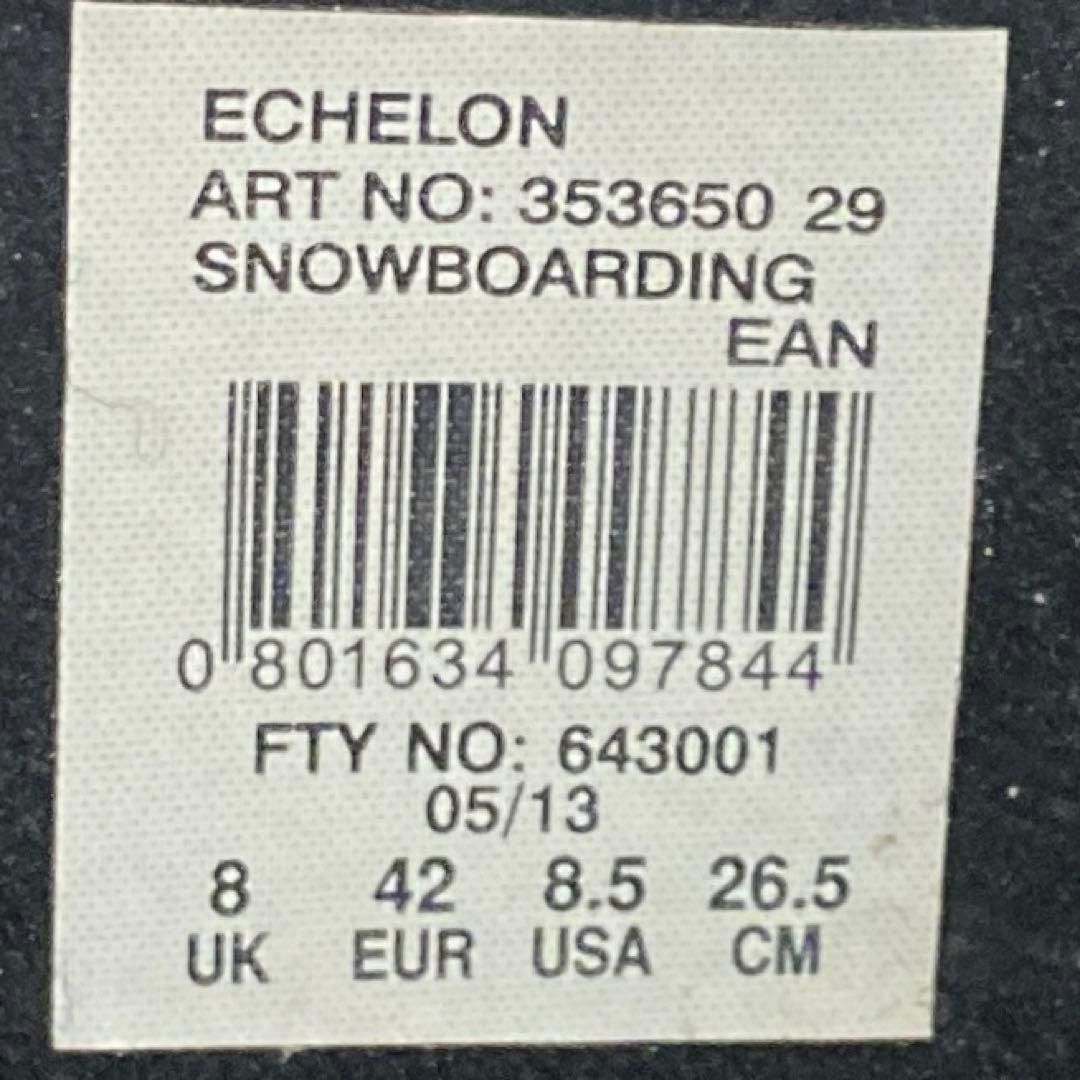 ECHELON
ART NO: 353650 29
SNOWBOARDING
EAN
0 801634 097844
FTY NO: 643001
05/13
8 42 8.5 26.5
UK EUR USA CM